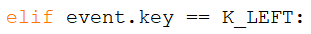 elif event.key == K_LEFT: